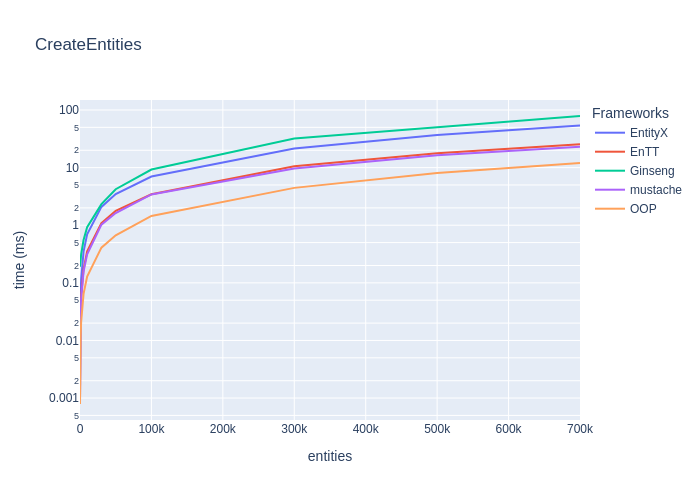 CreateEntities
100
5
2
10
5
2
1
5
2
0.1
5
2
0.01
5
2
0.001
5
time (ms)
0 100k 200k 300k 400k 500k 600k 700k
entities
Frameworks
EntityX
EnTT
Ginseng
mustache
OOP